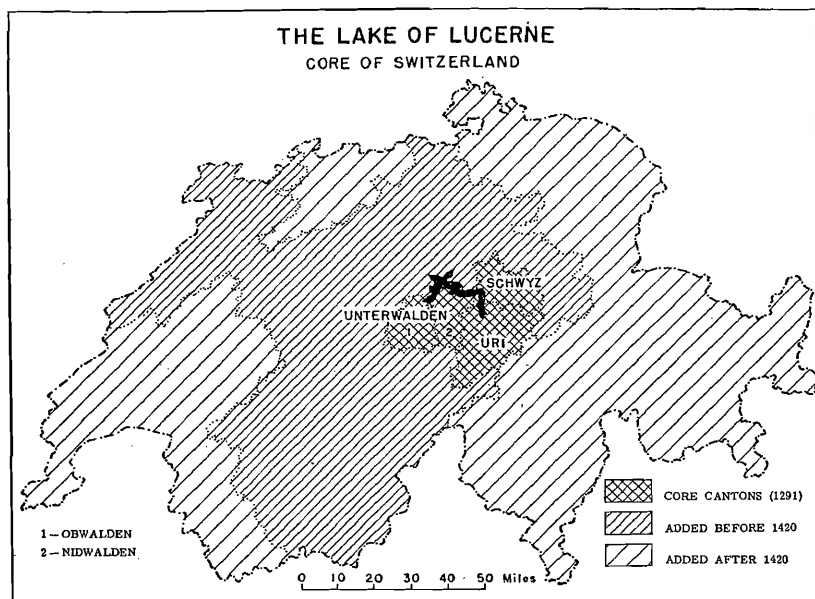 THE LAKE OF LUCERNE
CORE OF SWITZERLAND
SCHWYZ
UNTERWALDEN
1
2
URI
CORE CANTONS (1291)
ADDED BEFORE 1420
ADDED AFTER 1420
1 – OBWALDEN
2 – NIDWALDEN
0 10 20 30 40 50 Miles